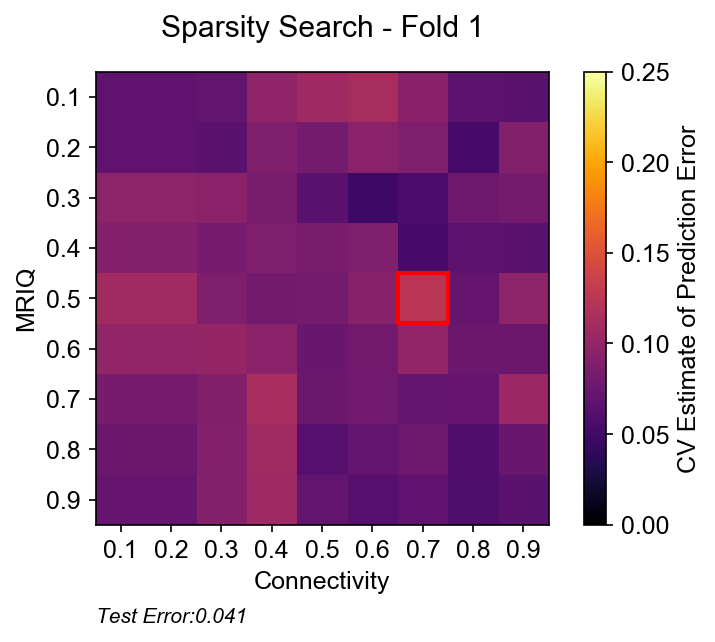 Sparsity Search - Fold 1
0.1
0.2
0.3
0.4
0.5
0.6
0.7
0.8
0.9
MRIQ
0.1 0.2 0.3 0.4 0.5 0.6 0.7 0.8 0.9
Connectivity
Test Error:0.041
0.25
0.20
0.15
0.10
0.05
0.00
CV Estimate of Prediction Error